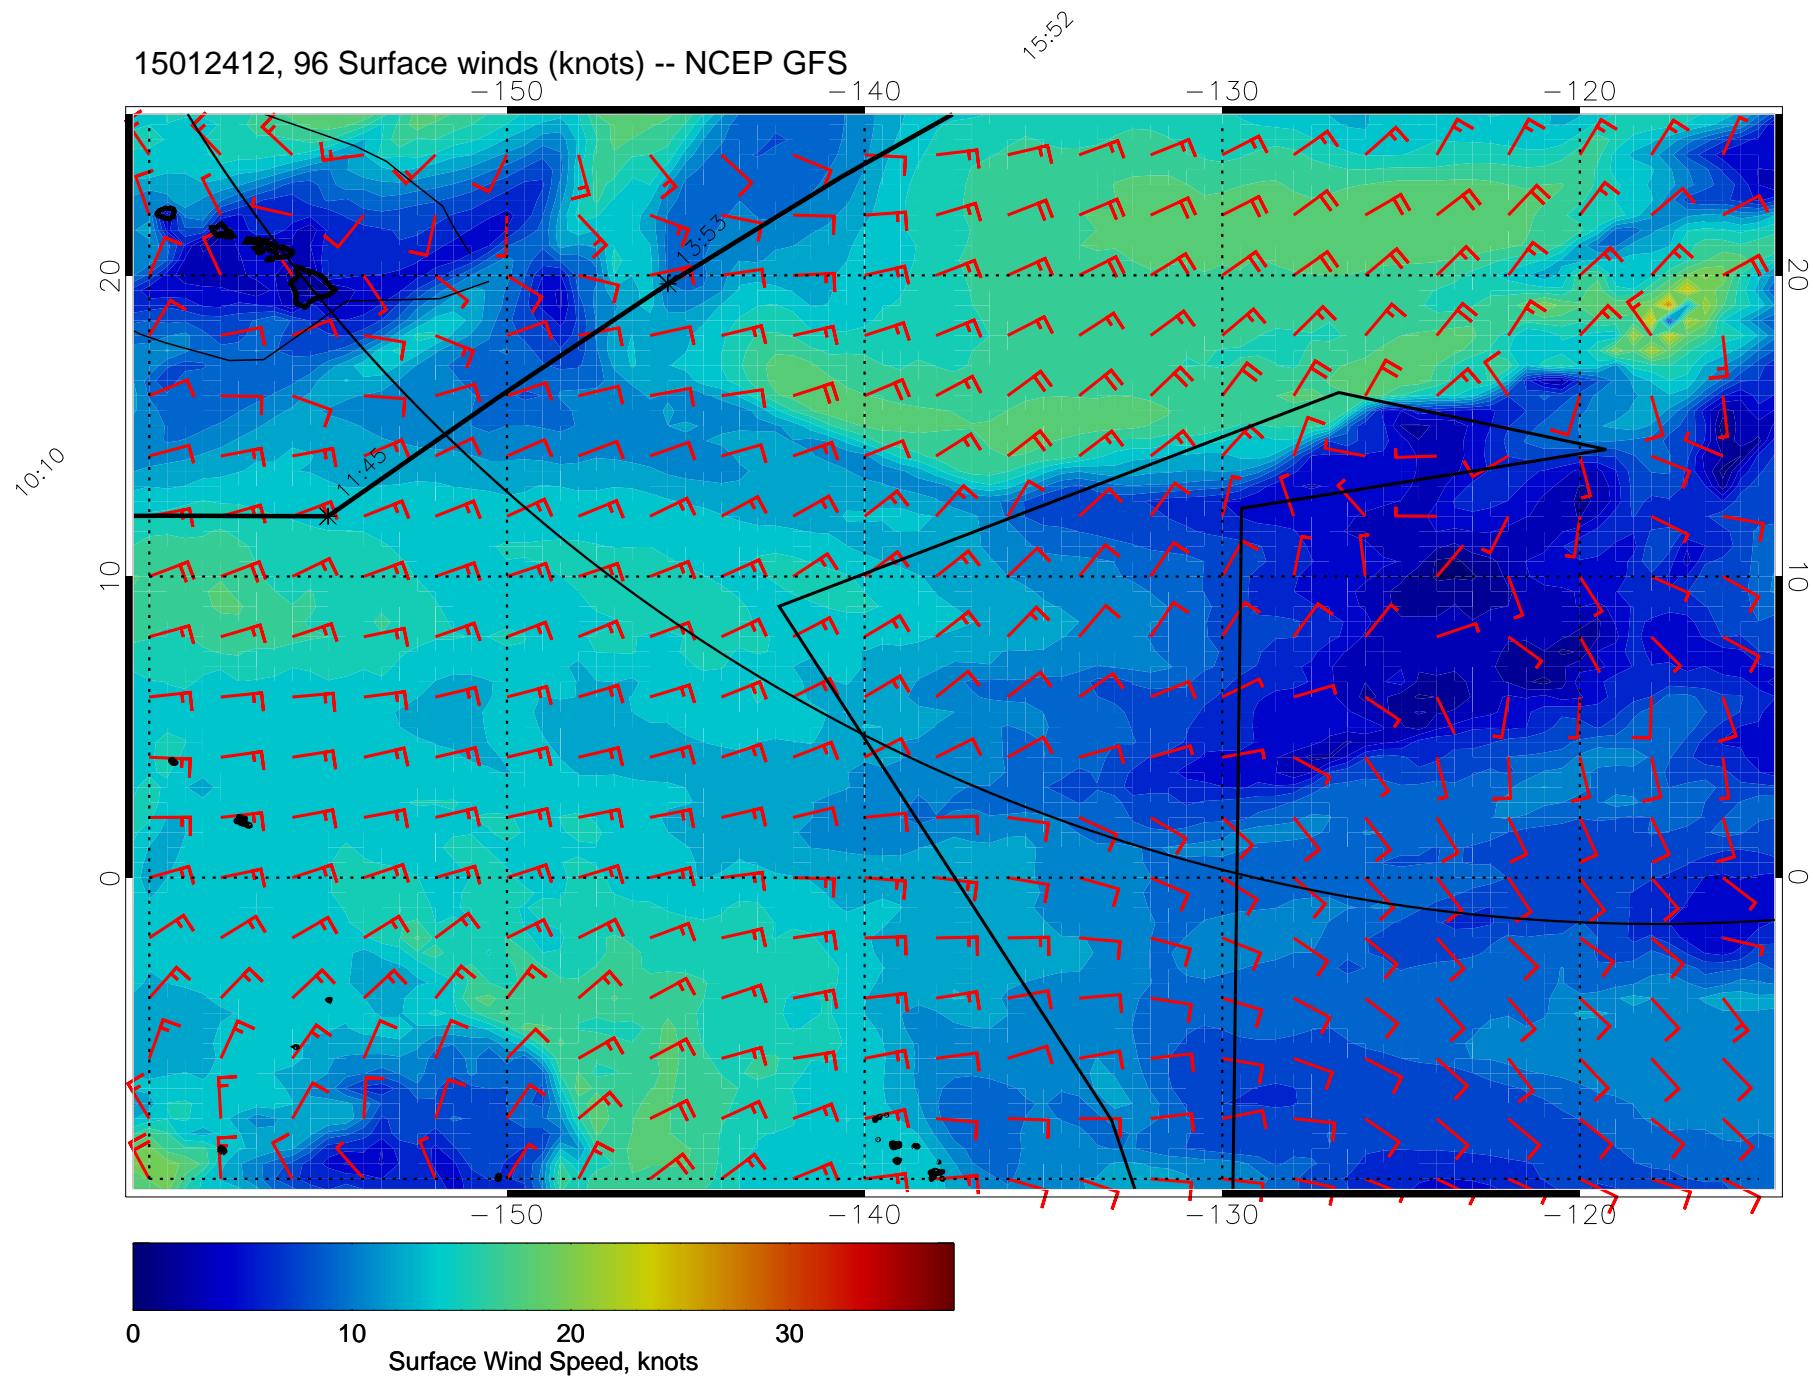 15:52
15012412, 96 Surface winds (knots) -- NCEP GFS
-150 -140 -130 -120
13:53
20 20
11:45
10:10
10 10
0 0
-150 -140 -130 -120
0 10 20 30
Surface Wind Speed, knots